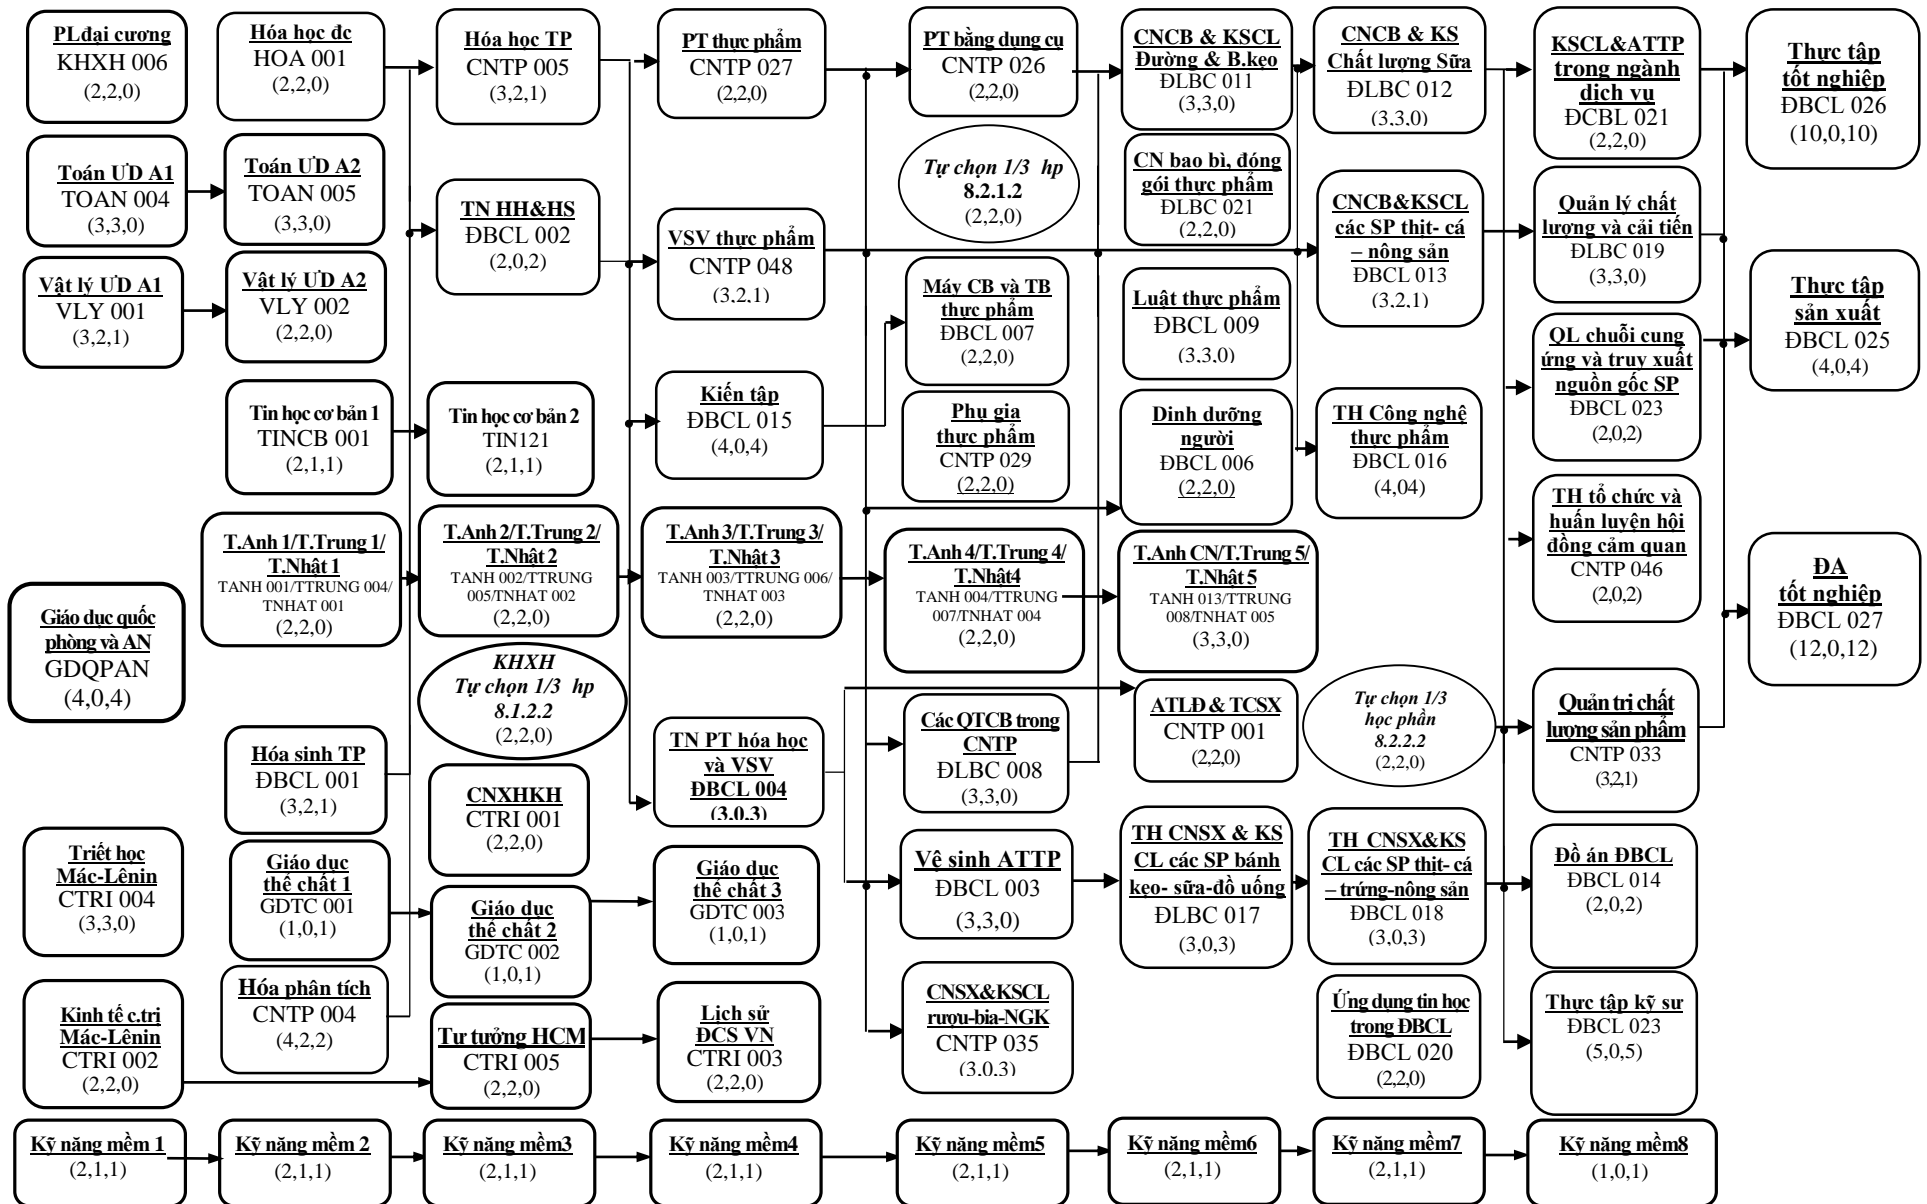 PLđại cương
KHXH 006
(2,2,0)
Hóa học đc
HOA 001
(2,2,0)
Hóa học TP
CNTP 005
(3,2,1)
PT thực phẩm
CNTP 027
(2,2,0)
PT bằng dụng cụ
CNTP 026
(2,2,0)
CNCB & KSCL
Đường & B.kẹo
ĐLBC 011
(3,3,0)
CNCB & KS
Chất lượng Sữa
ĐLBC 012
(3,3,0)
KSCL&ATTP
trong ngành
dịch vụ
ĐCBL 021
(2,2,0)
Thực tập
tốt nghiệp
ĐBCL 026
(10,0,10)
Toán ƯD A1
TOAN 004
(3,3,0)
Toán ƯD A2
TOAN 005
(3,3,0)
TN HH&HS
ĐBCL 002
(2,0,2)
VSV thực phẩm
CNTP 048
(3,2,1)
Tự chọn 1/3 hp
8.2.1.2
(2,2,0)
CN bao bì, đóng
gói thực phẩm
ĐLBC 021
(2,2,0)
CNCB&KSCL
các SP thịt- cá
– nông sản
ĐBCL 013
(3,2,1)
Quản lý chất
lượng và cải tiến
ĐLBC 019
(3,3,0)
Thực tập
sản xuất
ĐBCL 025
(4,0,4)
Vật lý ƯD A1
VLY 001
(3,2,1)
Vật lý ƯD A2
VLY 002
(2,2,0)
Máy CB và TB
thực phẩm
ĐBCL 007
(2,2,0)
Luật thực phẩm
ĐBCL 009
(3,3,0)
QL chuỗi cung
ứng và truy xuất
nguồn gốc SP
ĐBCL 023
(2,0,2)
Tin học cơ bản 1
TINCB 001
(2,1,1)
Tin học cơ bản 2
TIN121
(2,1,1)
Kiến tập
ĐBCL 015
(4,0,4)
Phụ gia
thực phẩm
CNTP 029
(2,2,0)
Dinh dưỡng
người
ĐBCL 006
(2,2,0)
TH Công nghệ
thực phẩm
ĐBCL 016
(4,04)
TH tổ chức và
huấn luyện hội
đồng cảm quan
CNTP 046
(2,0,2)
T.Anh 1/T.Trung 1/
T.Nhật 1
TANH 001/TTRUNG 004/
TNHAT 001
(2,2,0)
T.Anh 2/T.Trung 2/
T.Nhật 2
TANH 002/TTRUNG
005/TNHAT 002
(2,2,0)
T.Anh 3/T.Trung 3/
T.Nhật 3
TANH 003/TTRUNG 006/
TNHAT 003
(2,2,0)
T.Anh 4/T.Trung 4/
T.Nhật4
TANH 004/TTRUNG
007/TNHAT 004
(2,2,0)
T.Anh CN/T.Trung 5/
T.Nhật 5
TANH 013/TTRUNG
008/TNHAT 005
(3,3,0)
ĐA
tốt nghiệp
ĐBCL 027
(12,0,12)
Giáo dục quốc
phòng và AN
GDQPAN
(4,0,4)
KHXH
Tự chọn 1/3 hp
8.1.2.2
(2,2,0)
Hóa sinh TP
ĐBCL 001
(3,2,1)
TN PT hóa học
và VSV
ĐBCL 004
(3,0,3)
Các QTCB trong
CNTP
ĐLBC 008
(3,3,0)
ATLĐ & TCSX
CNTP 001
(2,2,0)
Tự chọn 1/3
học phần
8.2.2.2
(2,2,0)
Quản trị chất
lượng sản phẩm
CNTP 033
(3,2,1)
CNXHKH
CTRI 001
(2,2,0)
Triết học
Mác-Lênin
CTRI 004
(3,3,0)
Giáo dục
thể chất 1
GDTC 001
(1,0,1)
Giáo dục
thể chất 2
GDTC 002
(1,0,1)
Giáo dục
thể chất 3
GDTC 003
(1,0,1)
Vệ sinh ATTP
ĐBCL 003
(3,3,0)
TH CNSX & KS
CL các SP bánh
kẹo- sữa-đồ uống
ĐLBC 017
(3,0,3)
TH CNSX&KS
CL các SP thịt- cá
– trứng-nông sản
ĐBCL 018
(3,0,3)
Đồ án ĐBCL
ĐBCL 014
(2,0,2)
Kinh tế c.trị
Mác-Lênin
CTRI 002
(2,2,0)
Hóa phân tích
CNTP 004
(4,2,2)
Tư tưởng HCM
CTRI 005
(2,2,0)
Lịch sử
ĐCS VN
CTRI 003
(2,2,0)
CNSX&KSCL
rượu-bia-NGK
CNTP 035
(3,0,3)
Ứng dụng tin học
trong ĐBCL
ĐBCL 020
(2,2,0)
Thực tập kỹ sư
ĐBCL 023
(5,0,5)
Kỹ năng mềm 1
(2,1,1)
Kỹ năng mềm 2
(2,1,1)
Kỹ năng mềm3
(2,1,1)
Kỹ năng mềm4
(2,1,1)
Kỹ năng mềm5
(2,1,1)
Kỹ năng mềm6
(2,1,1)
Kỹ năng mềm7
(2,1,1)
Kỹ năng mềm8
(1,0,1)